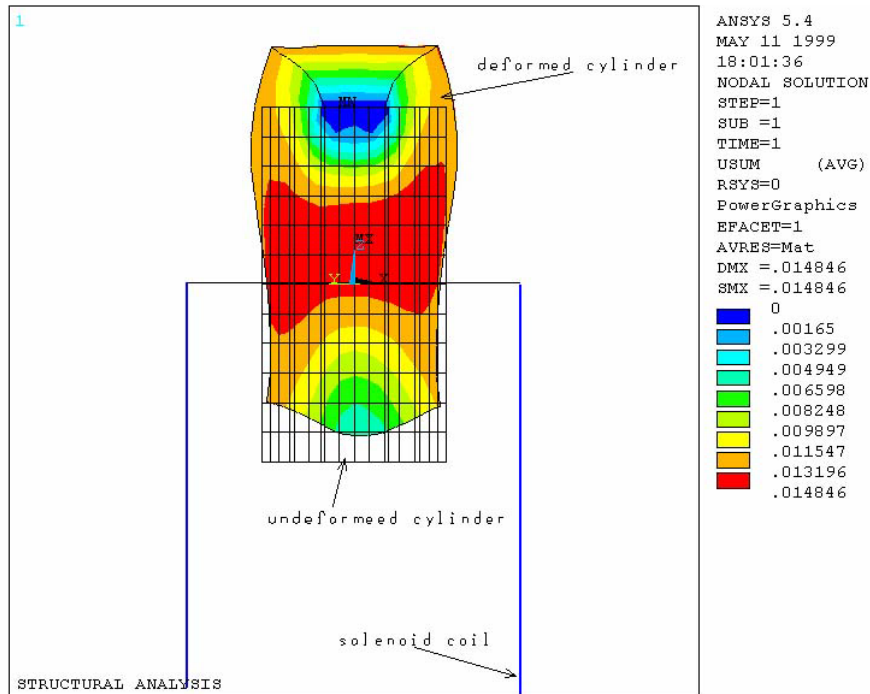 1
ANSYS 5.4
MAY 11 1999
18:01:36
NODAL SOLUTION
STEP=1
SUB =1
TIME=1
USUM (AVG)
RSYS=0
PowerGraphics
EFACET=1
AVRES=Mat
DMX =.014846
SMX =.014846
0
.00165
.003299
.004949
.006598
.008248
.009897
.011547
.013196
.014846
deformed cylinder
MN
MX
Z
Y X
undeformeed cylinder
solenoid coil
STRUCTURAL ANALYSIS